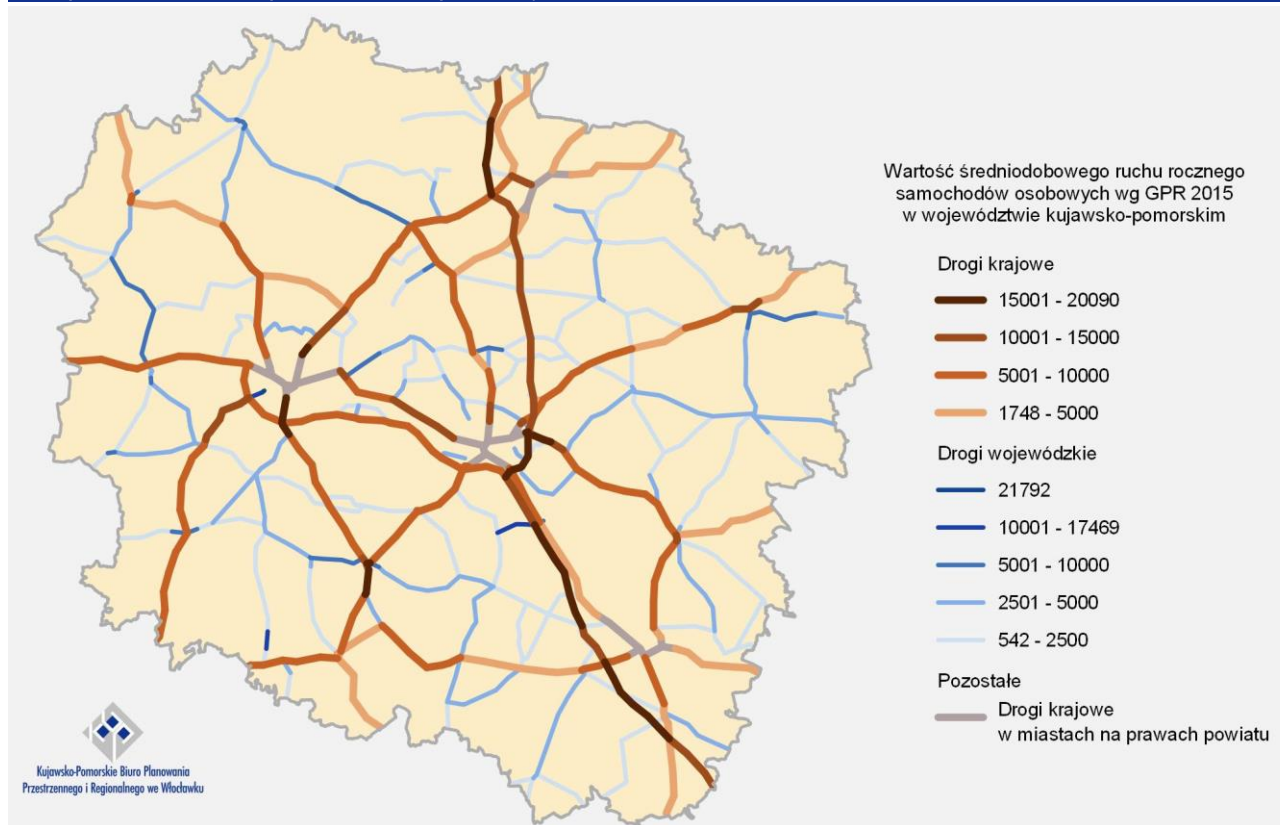 Wartość średniodobowego ruchu rocznego
samochodów osobowych wg GPR 2015
w województwie kujawsko-pomorskim
Drogi krajowe
15001 - 20090
10001 - 15000
5001 - 10000
1748 - 5000
Drogi wojewódzkie
21792
10001 - 17469
5001 - 10000
2501 - 5000
542 - 2500
Pozostałe
Drogi krajowe
w miastach na prawach powiatu
Kujawsko-Pomorskie Biuro Planowania
Przestrzennego i Regionalnego we Włocławku